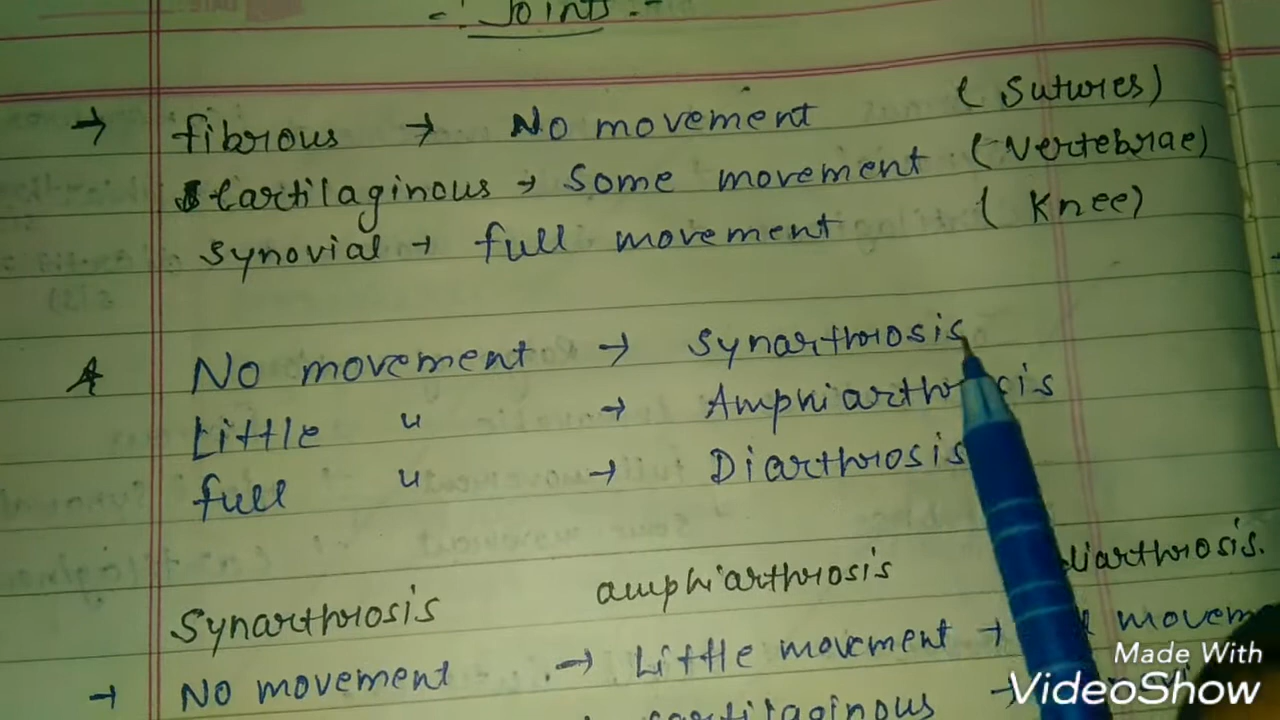 -: Joints :-
→ fibrous → No movement (Sutures)
Cartilaginous → Some movement (Vertebrae)
Synovial → full movement (Knee)
No movement → Synarthrosis
Little " → Amphiarthrosis
full " → Diarthrosis
Synarthrosis amphiarthrosis diarthrosis.
→ No movement → Little movement →
cartilaginous →
Made With
VideoShow